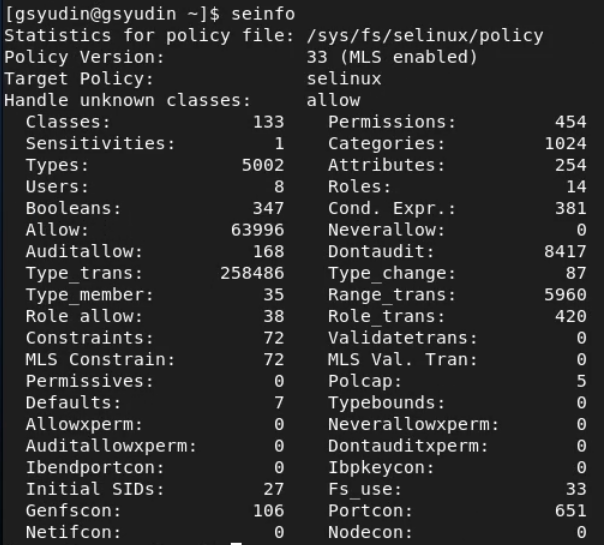 [gsyudin@gsyudin ~]$ seinfo
Statistics for policy file: /sys/fs/selinux/policy
Policy Version:             33 (MLS enabled)
Target Policy:              selinux
Handle unknown classes:     allow
  Classes:             133    Permissions:         454
  Sensitivities:         1    Categories:         1024
  Types:              5002    Attributes:          254
  Users:                 8    Roles:                14
  Booleans:            347    Cond. Expr.:         381
  Allow:             63996    Neverallow:            0
  Auditallow:          168    Dontaudit:          8417
  Type_trans:       258486    Type_change:          87
  Type_member:          35    Range_trans:        5960
  Role allow:           38    Role_trans:          420
  Constraints:          72    Validatetrans:         0
  MLS Constrain:        72    MLS Val. Tran:         0
  Permissives:           0    Polcap:                5
  Defaults:              7    Typebounds:            0
  Allowxperm:            0    Neverallowxperm:       0
  Auditallowxperm:       0    Dontauditxperm:        0
  Ibendportcon:          0    Ibpkeycon:             0
  Initial SIDs:         27    Fs_use:               33
  Genfscon:            106    Portcon:             651
  Netifcon:              0    Nodecon:               0